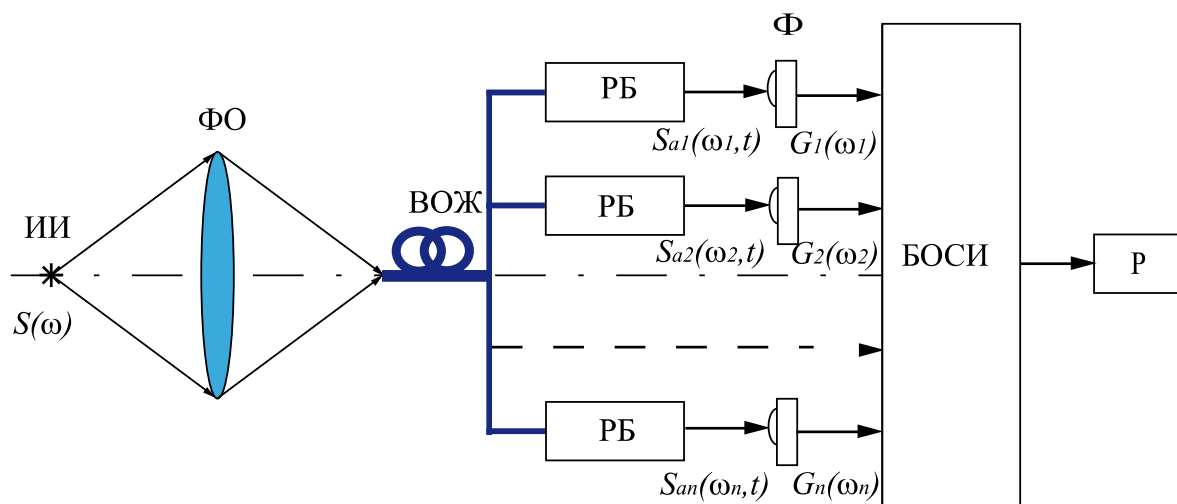 Ф
РБ
ФО
Sa1(ω1,t) G1(ω1)
ВОЖ
РБ
ИИ
Sa2(ω2,t) G2(ω2)
БОСИ
Р
S(ω)
РБ
San(ωn,t) Gn(ωn)